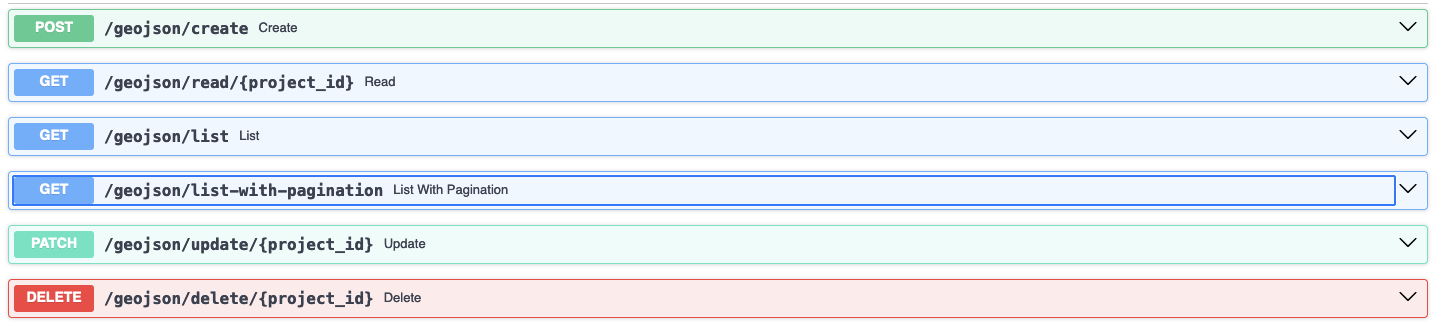 POST /geojson/create Create
GET /geojson/read/{project_id} Read
GET /geojson/list List
GET /geojson/list-with-pagination List With Pagination
PATCH /geojson/update/{project_id} Update
DELETE /geojson/delete/{project_id} Delete